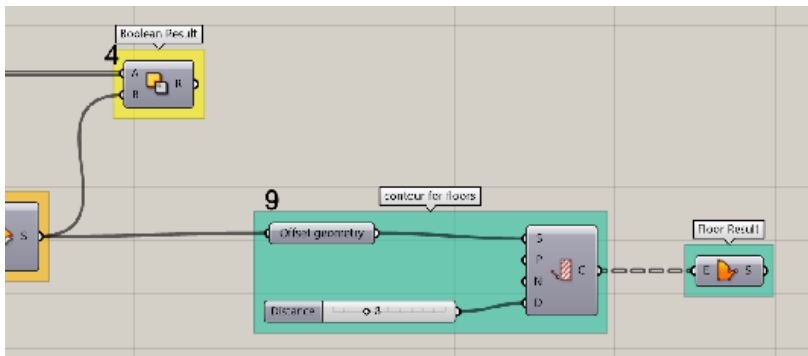 Boolean Result
4
A
R
B
9
contour for floors
S
Offset geometry
S
P
C
N
D
Distance
3
Floor Result
E
S